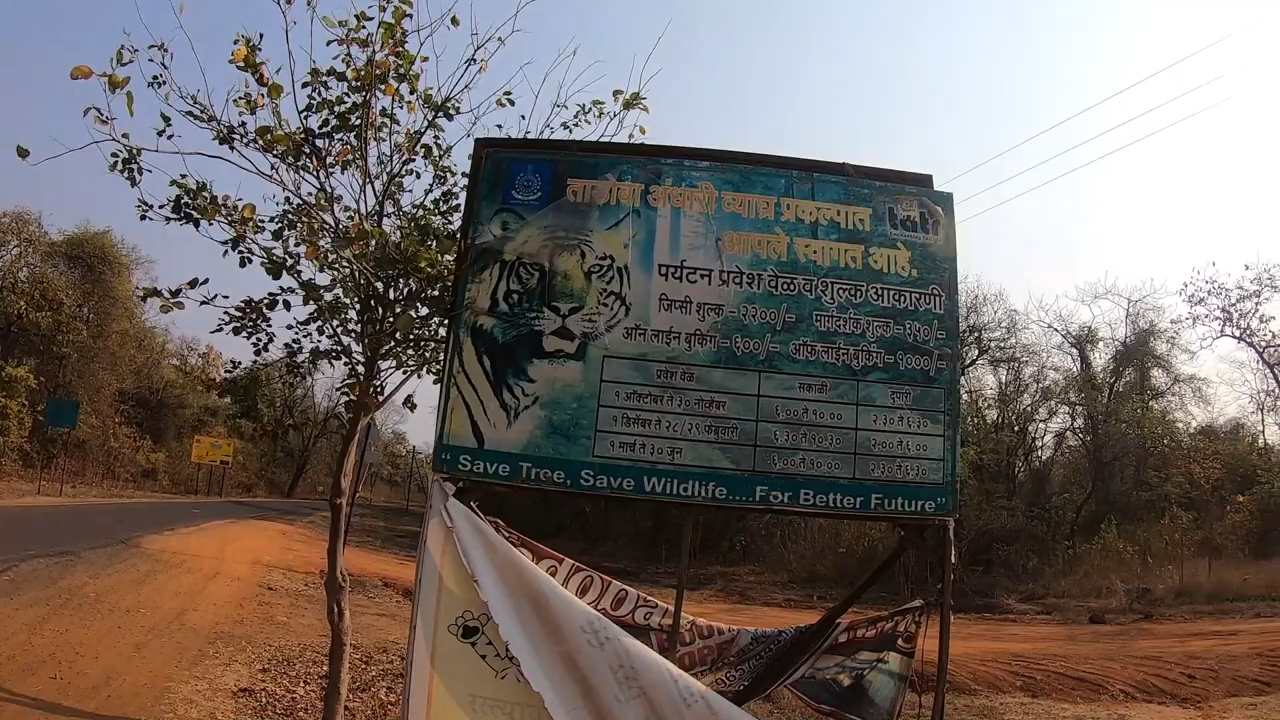 ताडोबा अंधारी व्याघ्र प्रकल्पात
आपले स्वागत आहे.
पर्यटन प्रवेश वेळ व शुल्क आकारणी
जिप्सी शुल्क – २२००/- मार्गदर्शक शुल्क – ३५०/-
ऑन लाईन बुकिंग – ६००/- ऑफ लाईन बुकिंग – १०००/-
प्रवेश वेळ सकाळी दुपारी
१ ऑक्टोबर ते ३० नोव्हेंबर ६.०० ते १०.०० २.३० ते ६.३०
१ डिसेंबर ते २८/२९ फेब्रुवारी ६.३० ते १०.३० २.०० ते ६.००
१ मार्च ते ३० जुन ६.०० ते १०.०० २.३० ते ६.३०
“ Save Tree, Save Wildlife....For Better Future”